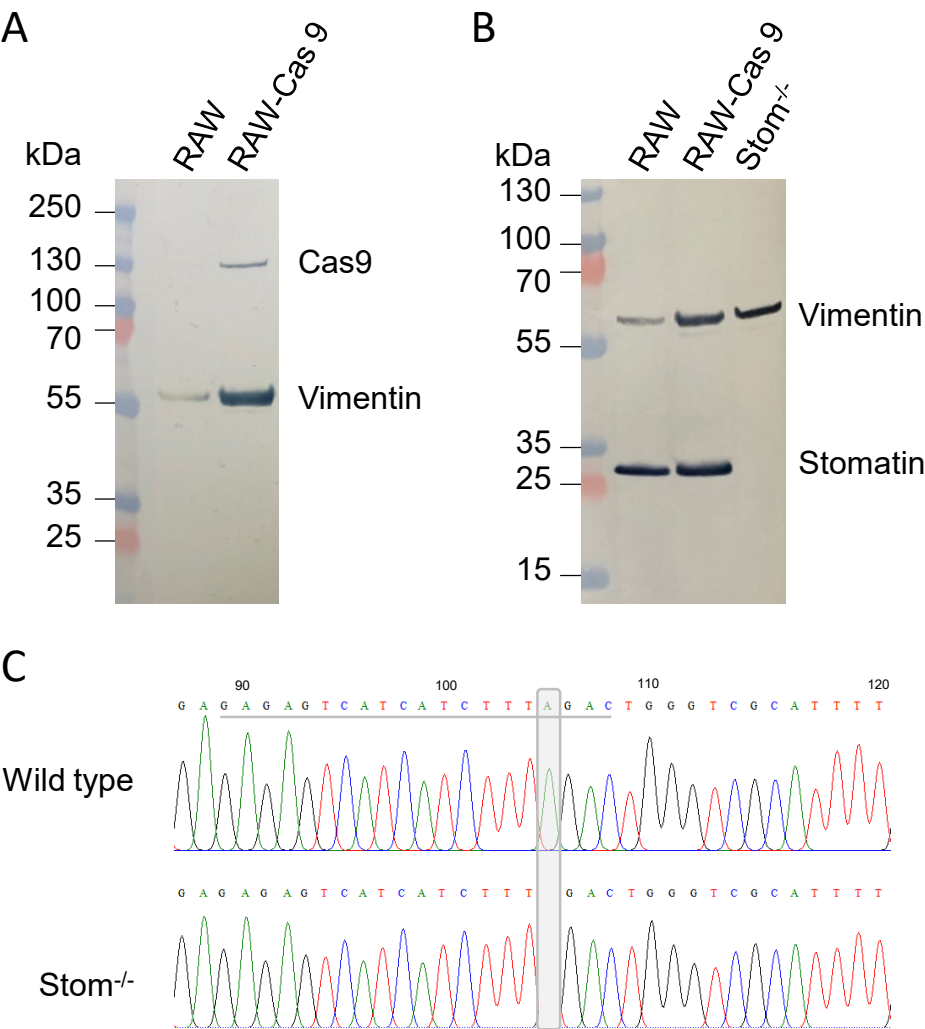 A
B
RAW
RAW-Cas 9
RAW
RAW-Cas 9
Stom-/-
kDa
250
130
100
70
55
35
25
Cas9
Vimentin
kDa
130
100
70
55
35
25
15
Vimentin
Stomatin
C
90 100 110 120
G A G A G A G T C A T C A T C T T T A G A C T G G G T C G C A T T T T
Wild type
G A G A G A G T C A T C A T C T T T G A C T G G G T C G C A T T T T
Stom-/-